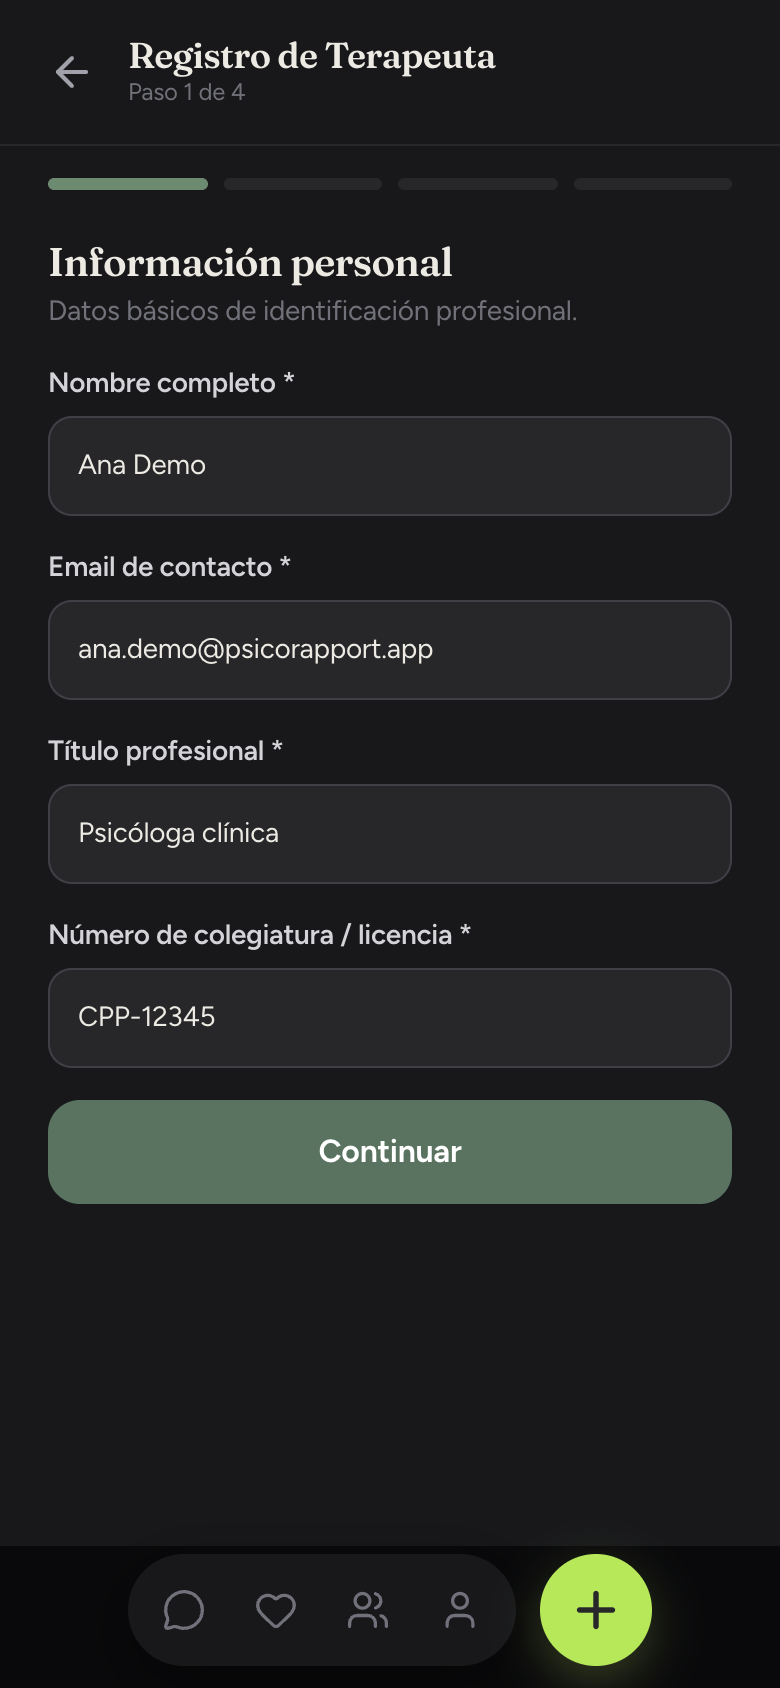 Registro de Terapeuta
Paso 1 de 4
Información personal
Datos básicos de identificación profesional.
Nombre completo *
Ana Demo
Email de contacto *
ana.demo@psicorapport.app
Título profesional *
Psicóloga clínica
Número de colegiatura / licencia *
CPP-12345
Continuar